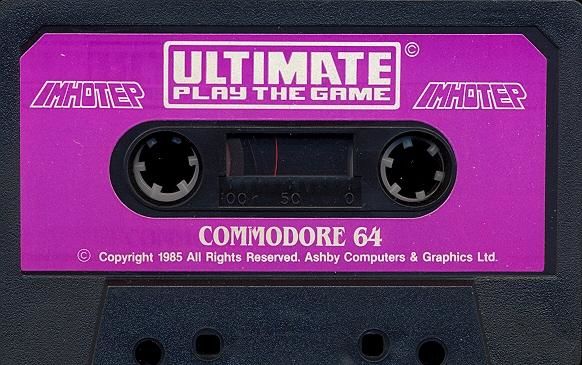 ULTIMATE ©
PLAY THE GAME
IMHOTEP IMHOTEP
100 50 0
COMMODORE 64
© Copyright 1985 All Rights Reserved. Ashby Computers & Graphics Ltd.